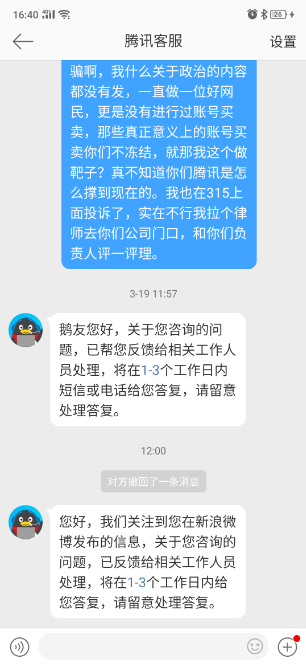 16:40
腾讯客服
设置
骗啊，我什么关于政治的内容
都没有发，一直做一位好网
民，更是没有进行过账号买
卖，那些真正意义上的账号买
卖你们不冻结，就那我这个做
靶子？真不知道你们腾讯是怎
么撑到现在的。我也在315上
面投诉了，实在不行我拉个律
师去你们公司门口，和你们负
责人评一评理。
3-19 11:57
鹅友您好，关于您咨询的问
题，已帮您反馈给相关工作人
员处理，将在1-3个工作日内
短信或电话给您答复，请留意
处理答复。
12:00
对方撤回了一条消息
您好，我们关注到您在新浪微
博发布的信息，关于您咨询的
问题，已反馈给相关工作人员
处理，将在1-3个工作日内给
您答复，请留意处理答复。